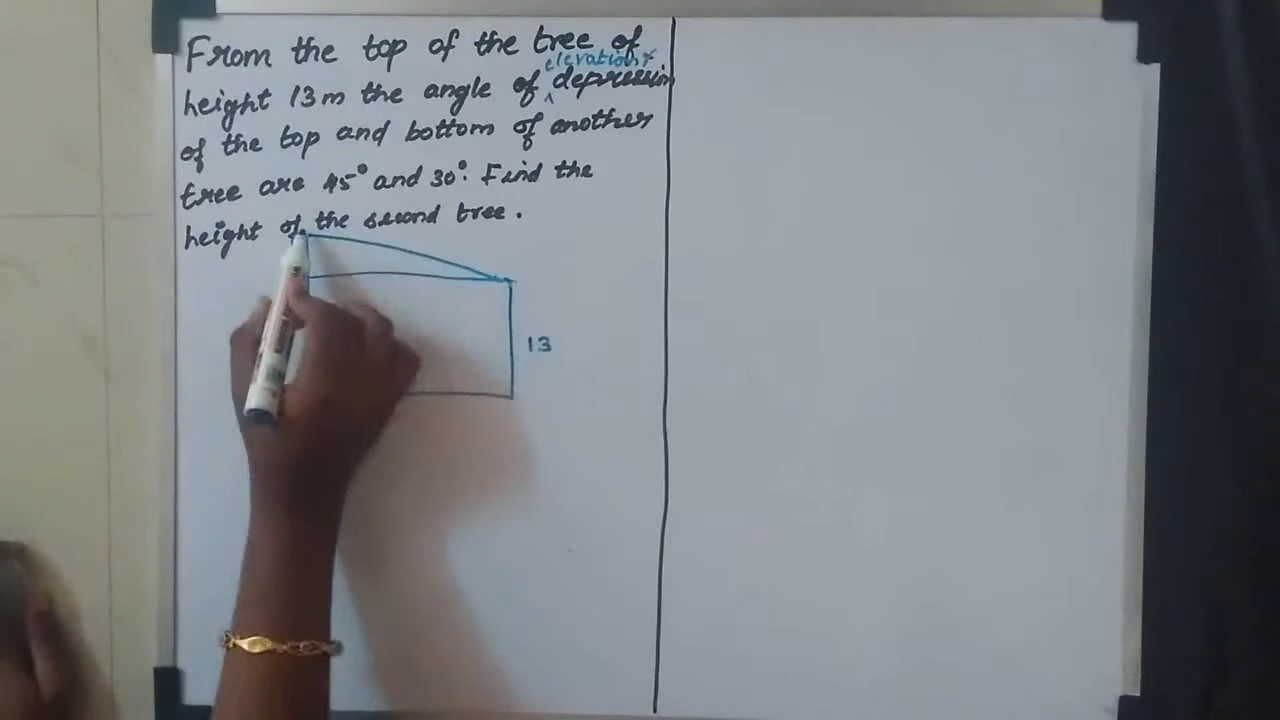 From the top of the tree of
elevation &
height 13m the angle of ^ depression
of the top and bottom of another
tree are 45° and 30°. Find the
height of the second tree.
13